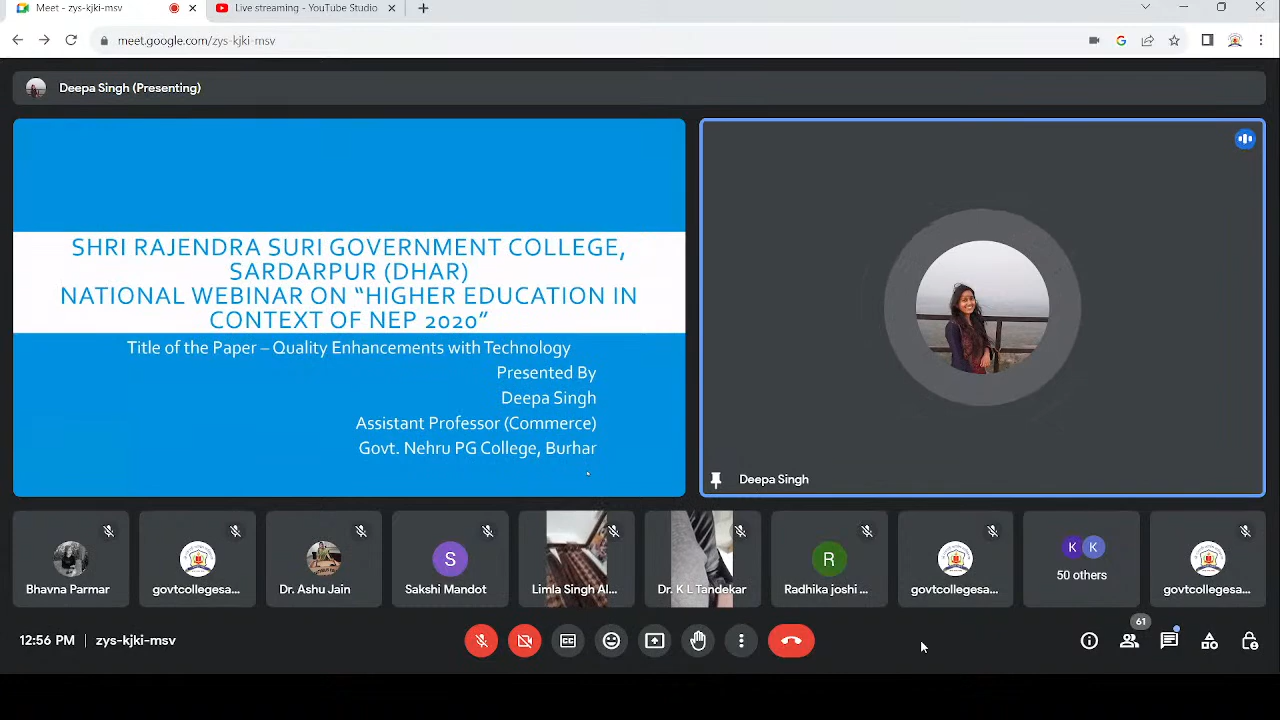 Meet - zys-kjki-msv
Live streaming - YouTube Studio
meet.google.com/zys-kjki-msv
Deepa Singh (Presenting)
SHRI RAJENDRA SURI GOVERNMENT COLLEGE,
SARDARPUR (DHAR)
NATIONAL WEBINAR ON “HIGHER EDUCATION IN
CONTEXT OF NEP 2020”
Title of the Paper – Quality Enhancements with Technology
Presented By
Deepa Singh
Assistant Professor (Commerce)
Govt. Nehru PG College, Burhar
Deepa Singh
Bhavna Parmar
govtcollegesa...
Dr. Ashu Jain
S
Sakshi Mandot
Limla Singh Al...
Dr. K L Tandekar
R
Radhika joshi ...
govtcollegesa...
K K
50 others
govtcollegesa...
12:56 PM | zys-kjki-msv
61